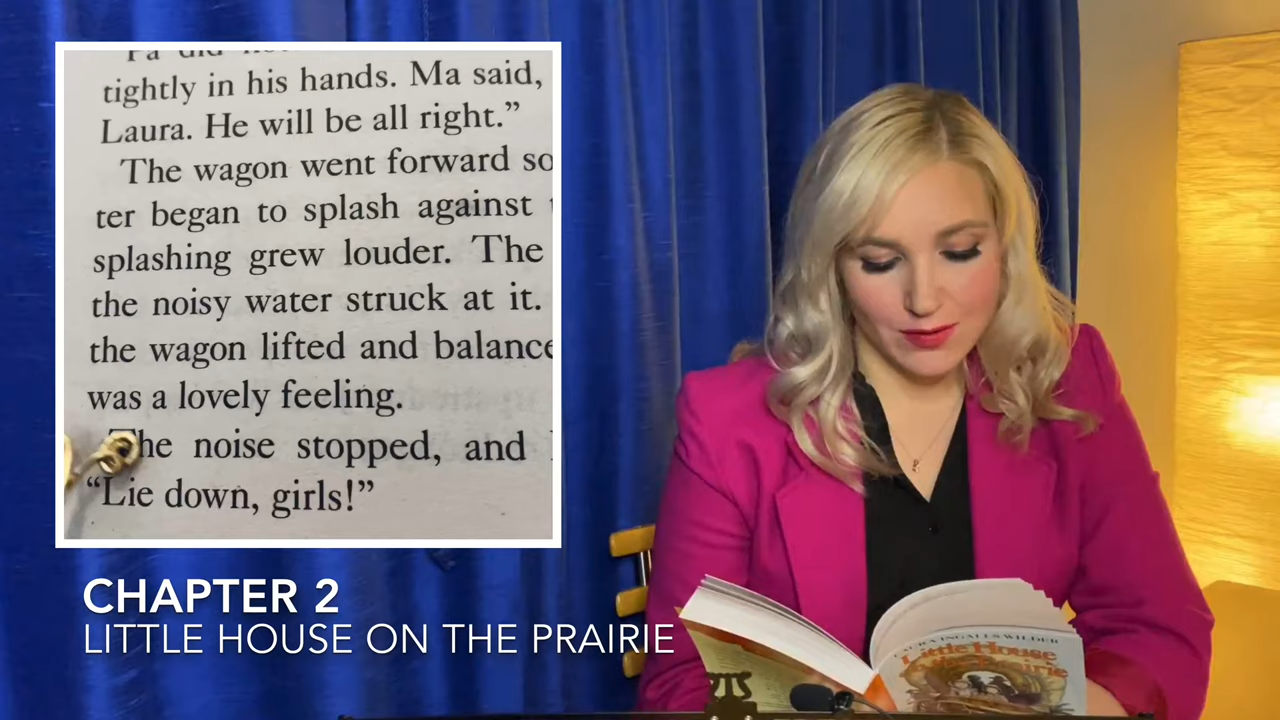 tightly in his hands. Ma said,
Laura. He will be all right.”
The wagon went forward so
ter began to splash against
splashing grew louder. The
the noisy water struck at it.
the wagon lifted and balance
was a lovely feeling.
The noise stopped, and
“Lie down, girls!”
CHAPTER 2
LITTLE HOUSE ON THE PRAIRIE
LAURA INGALLS WILDER
Little House
on the Prairie